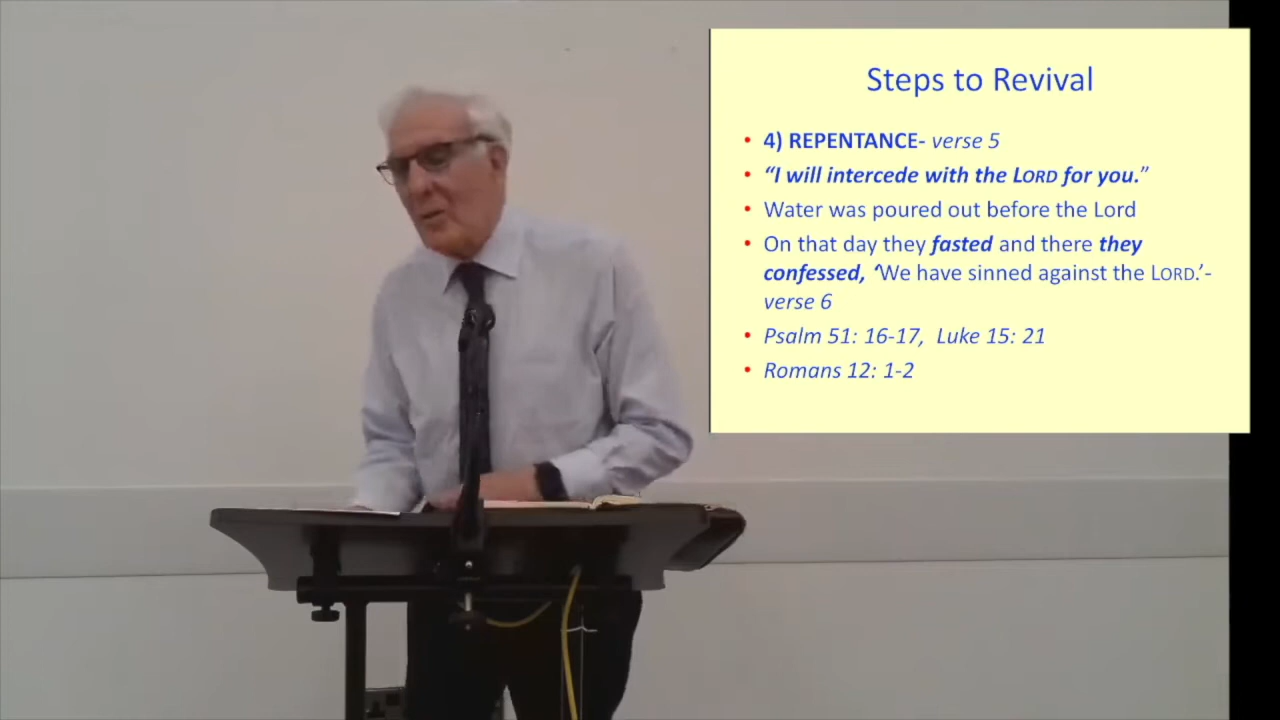 Steps to Revival
• 4) REPENTANCE- verse 5
• “I will intercede with the LORD for you.”
• Water was poured out before the Lord
• On that day they fasted and there they
confessed, ‘We have sinned against the LORD.’-
verse 6
• Psalm 51: 16-17, Luke 15: 21
• Romans 12: 1-2